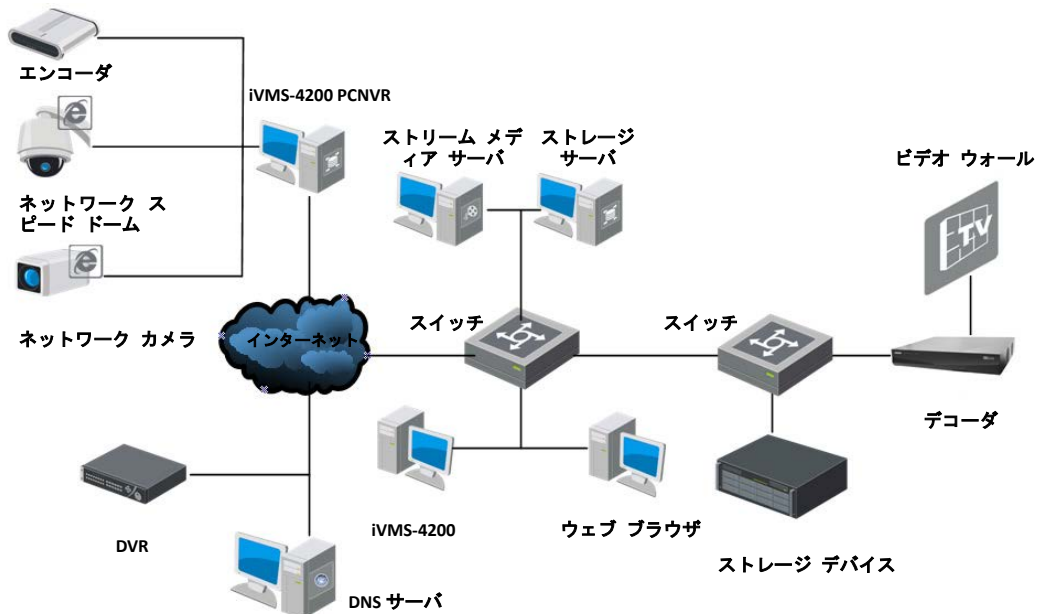 エンコーダ
iVMS-4200 PCNVR
ストリーム メデ
ィア サーバ
ストレージ
サーバ
ビデオ ウォール
TV
ネットワーク ス
ピード ドーム
ネットワーク カメラ
インターネット
スイッチ
スイッチ
デコーダ
DVR
iVMS-4200
ウェブ ブラウザ
ストレージ デバイス
DNS サーバ